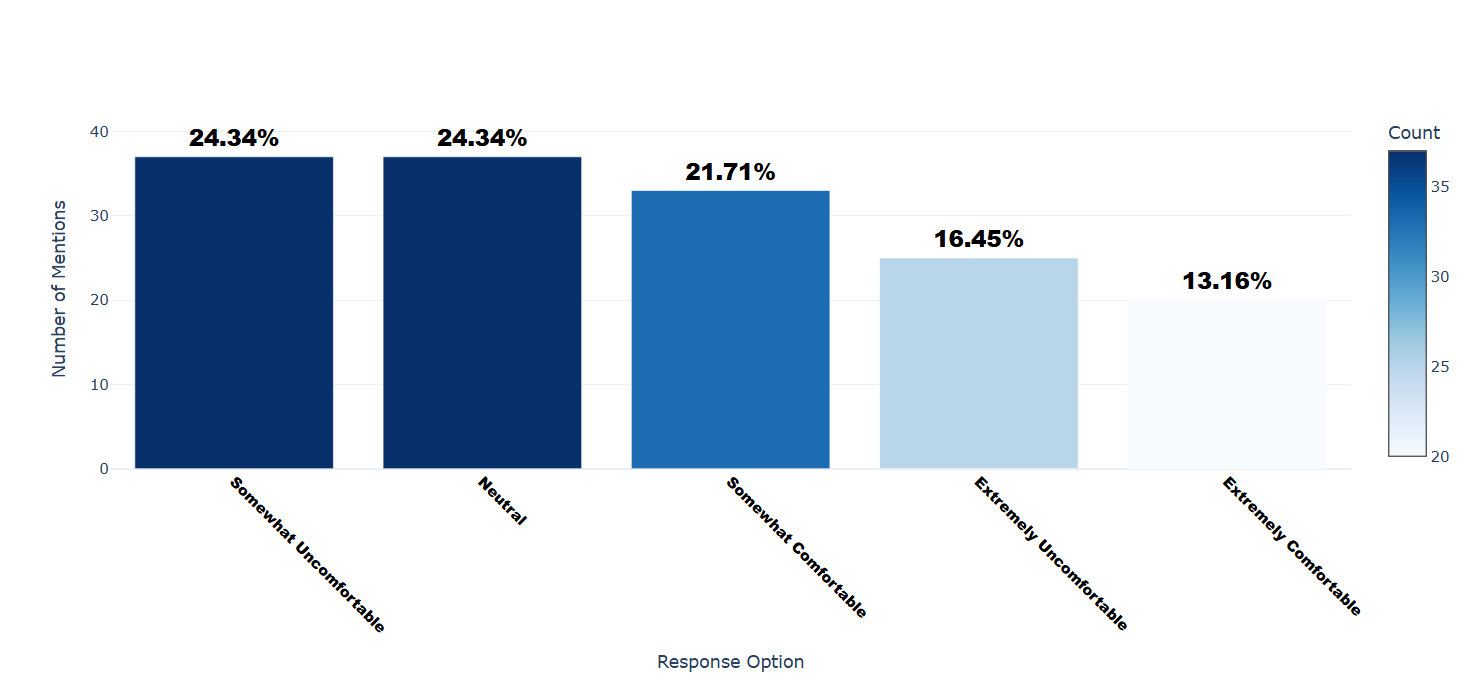 Count
40
30
20
10
0
Number of Mentions
24.34%
24.34%
21.71%
16.45%
13.16%
35
30
25
20
Somewhat Uncomfortable
Neutral
Somewhat Comfortable
Extremely Uncomfortable
Extremely Comfortable
Response Option